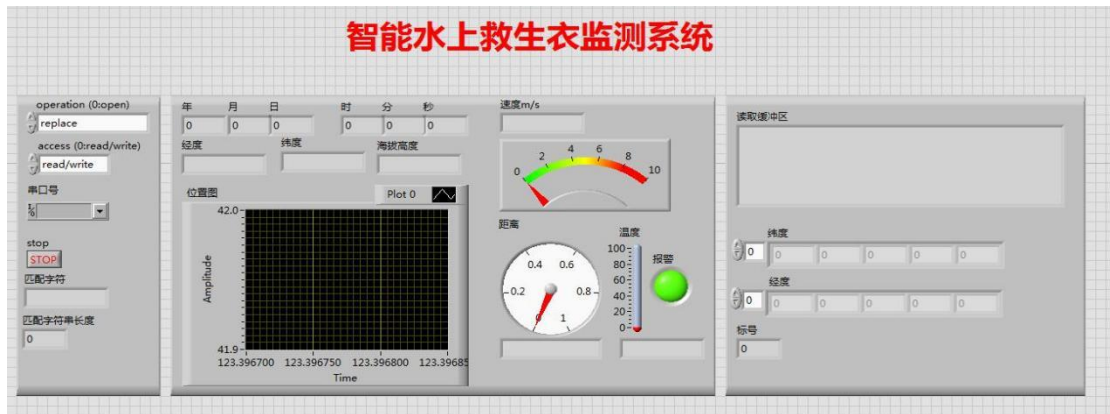 智能水上救生衣监测系统
operation (0:open)
replace
access (0:read/write)
read/write
串口号
stop
STOP
匹配字符
匹配字符串长度
0
年 月 日 时 分 秒
0 0 0 0 0 0
经度 纬度 海拔高度
位置图 Plot 0
42.0
Amplitude
41.9
123.396700 123.396750 123.396800 123.39685
Time
速度m/s
0 2 4 6 8 10
距离
0.2 0.4 0.6 0.8 0 1
温度
100
80
60
40
20
0
报警
读取缓冲区
纬度
0 0 0 0 0 0
经度
0 0 0 0 0 0
标号
0